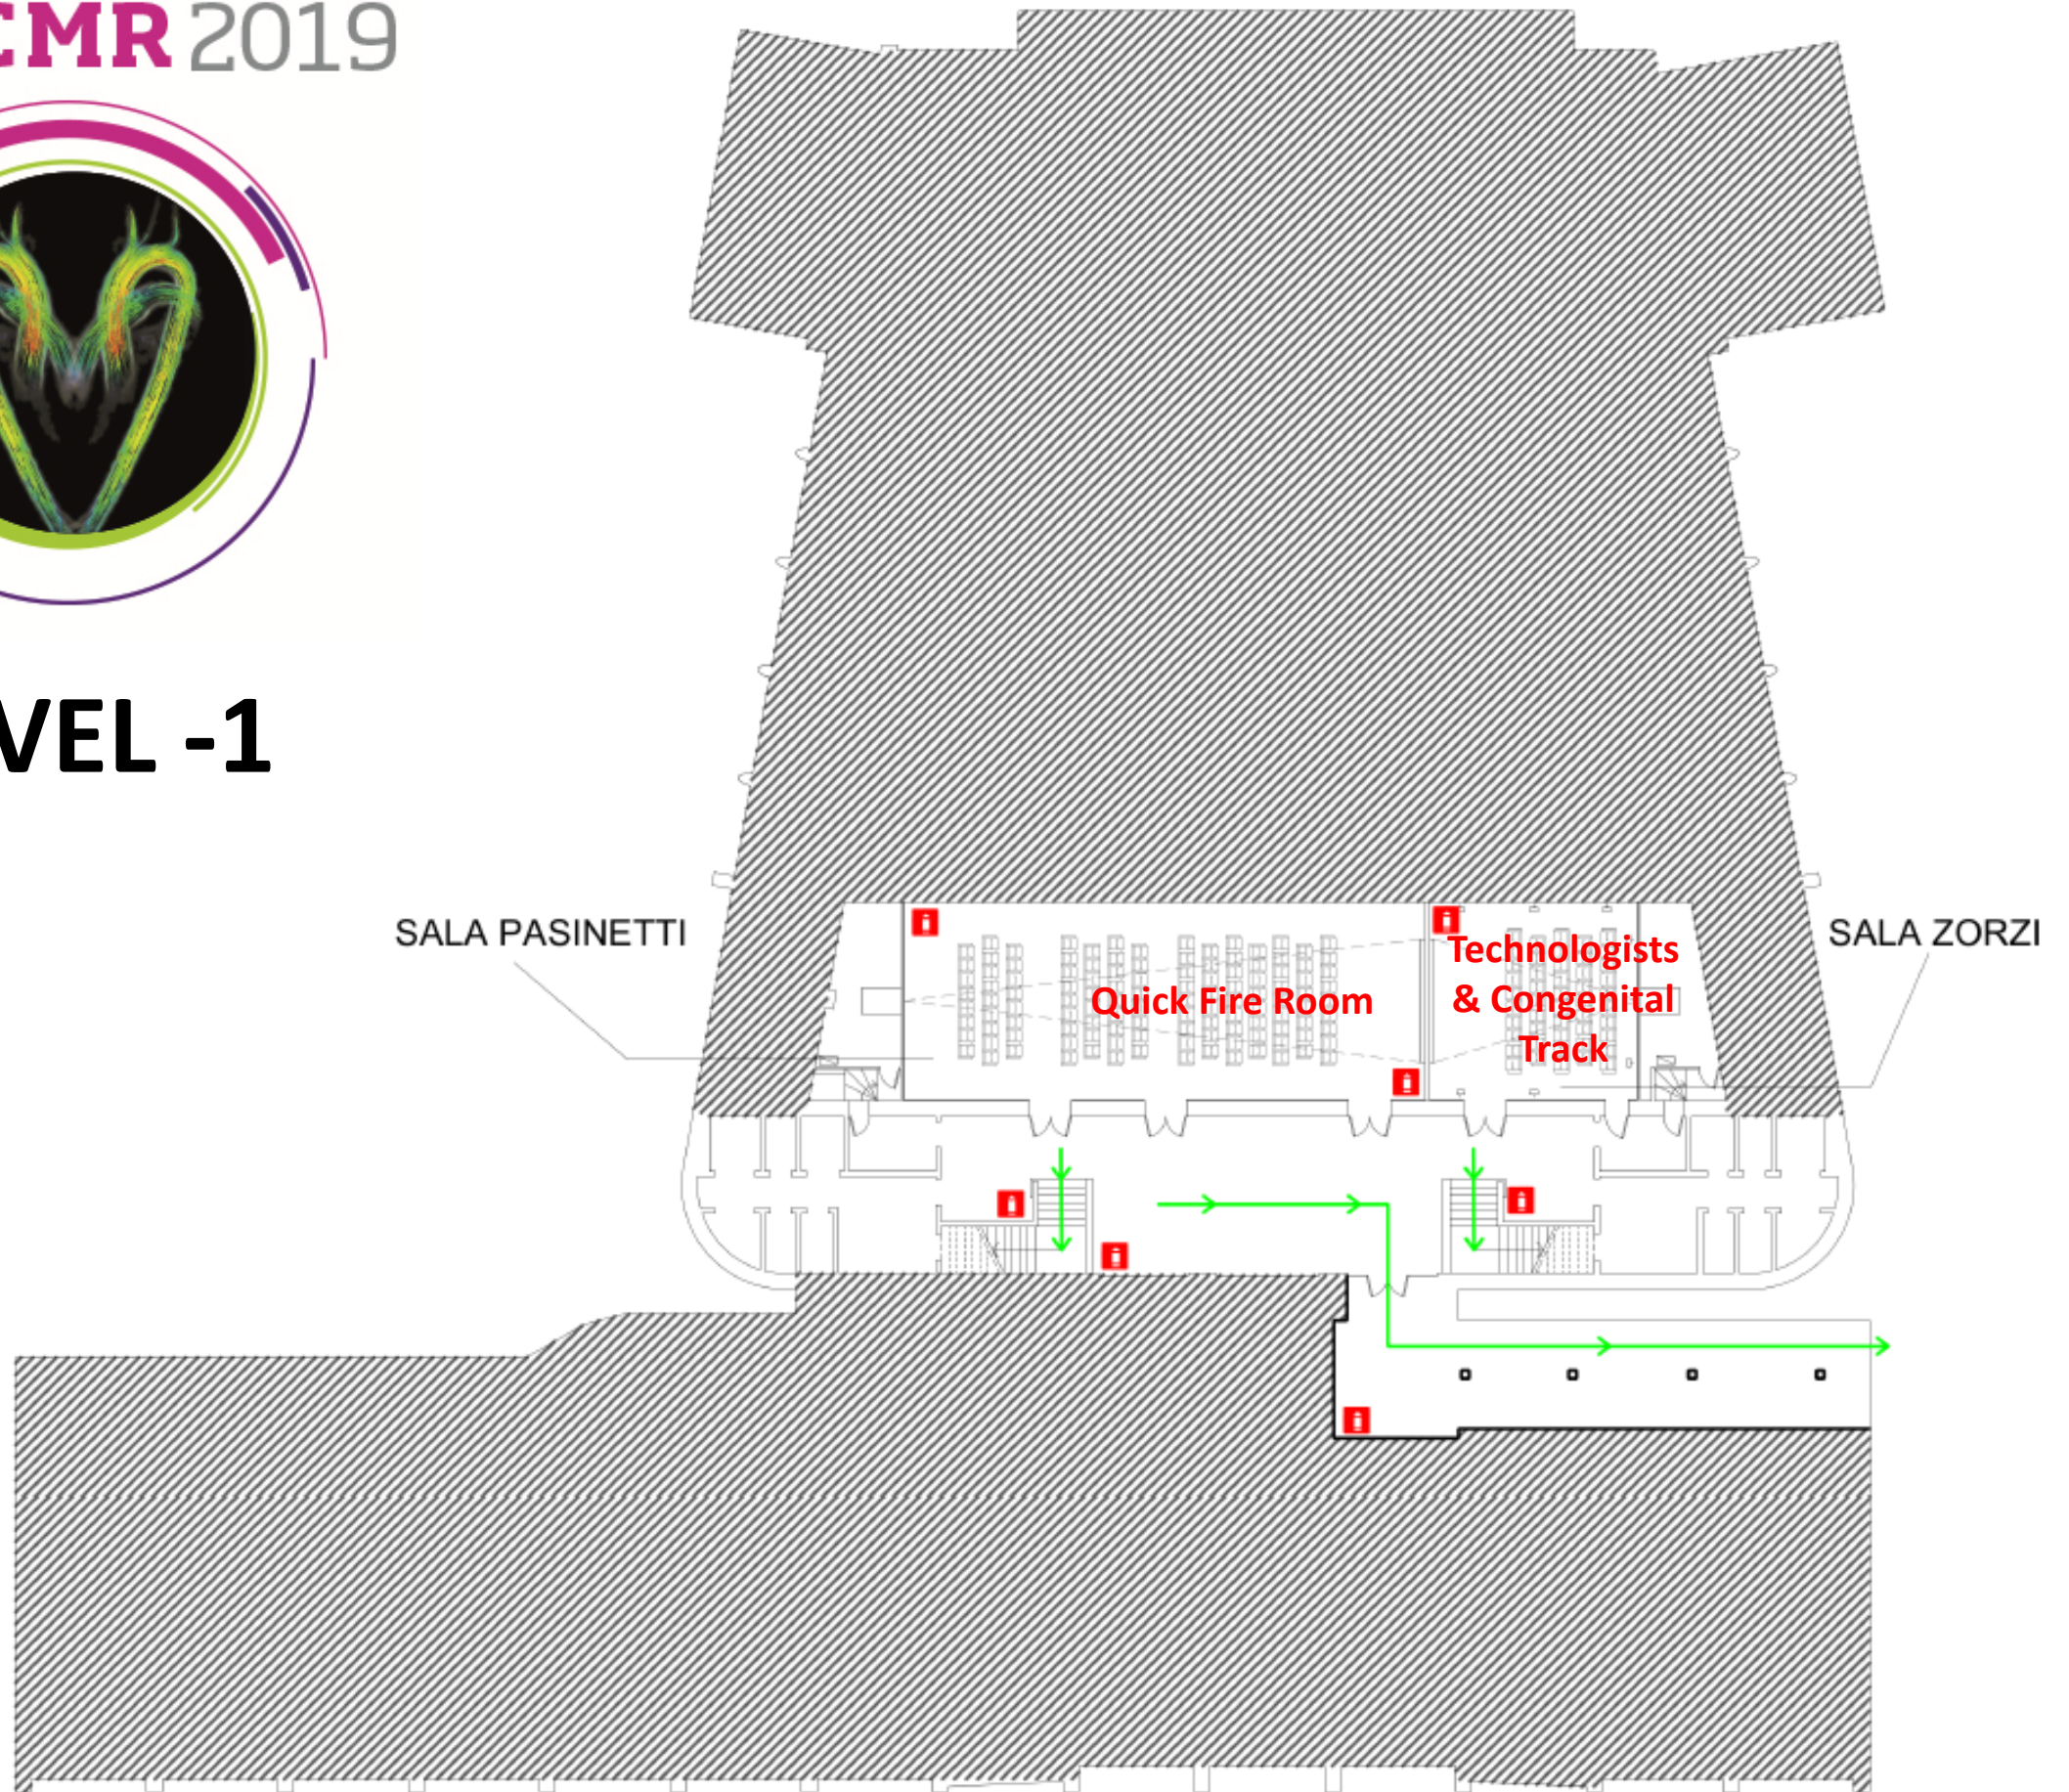 CMR 2019
VEL -1
SALA PASINETTI
SALA ZORZI
Quick Fire Room
Technologists
& Congenital
Track